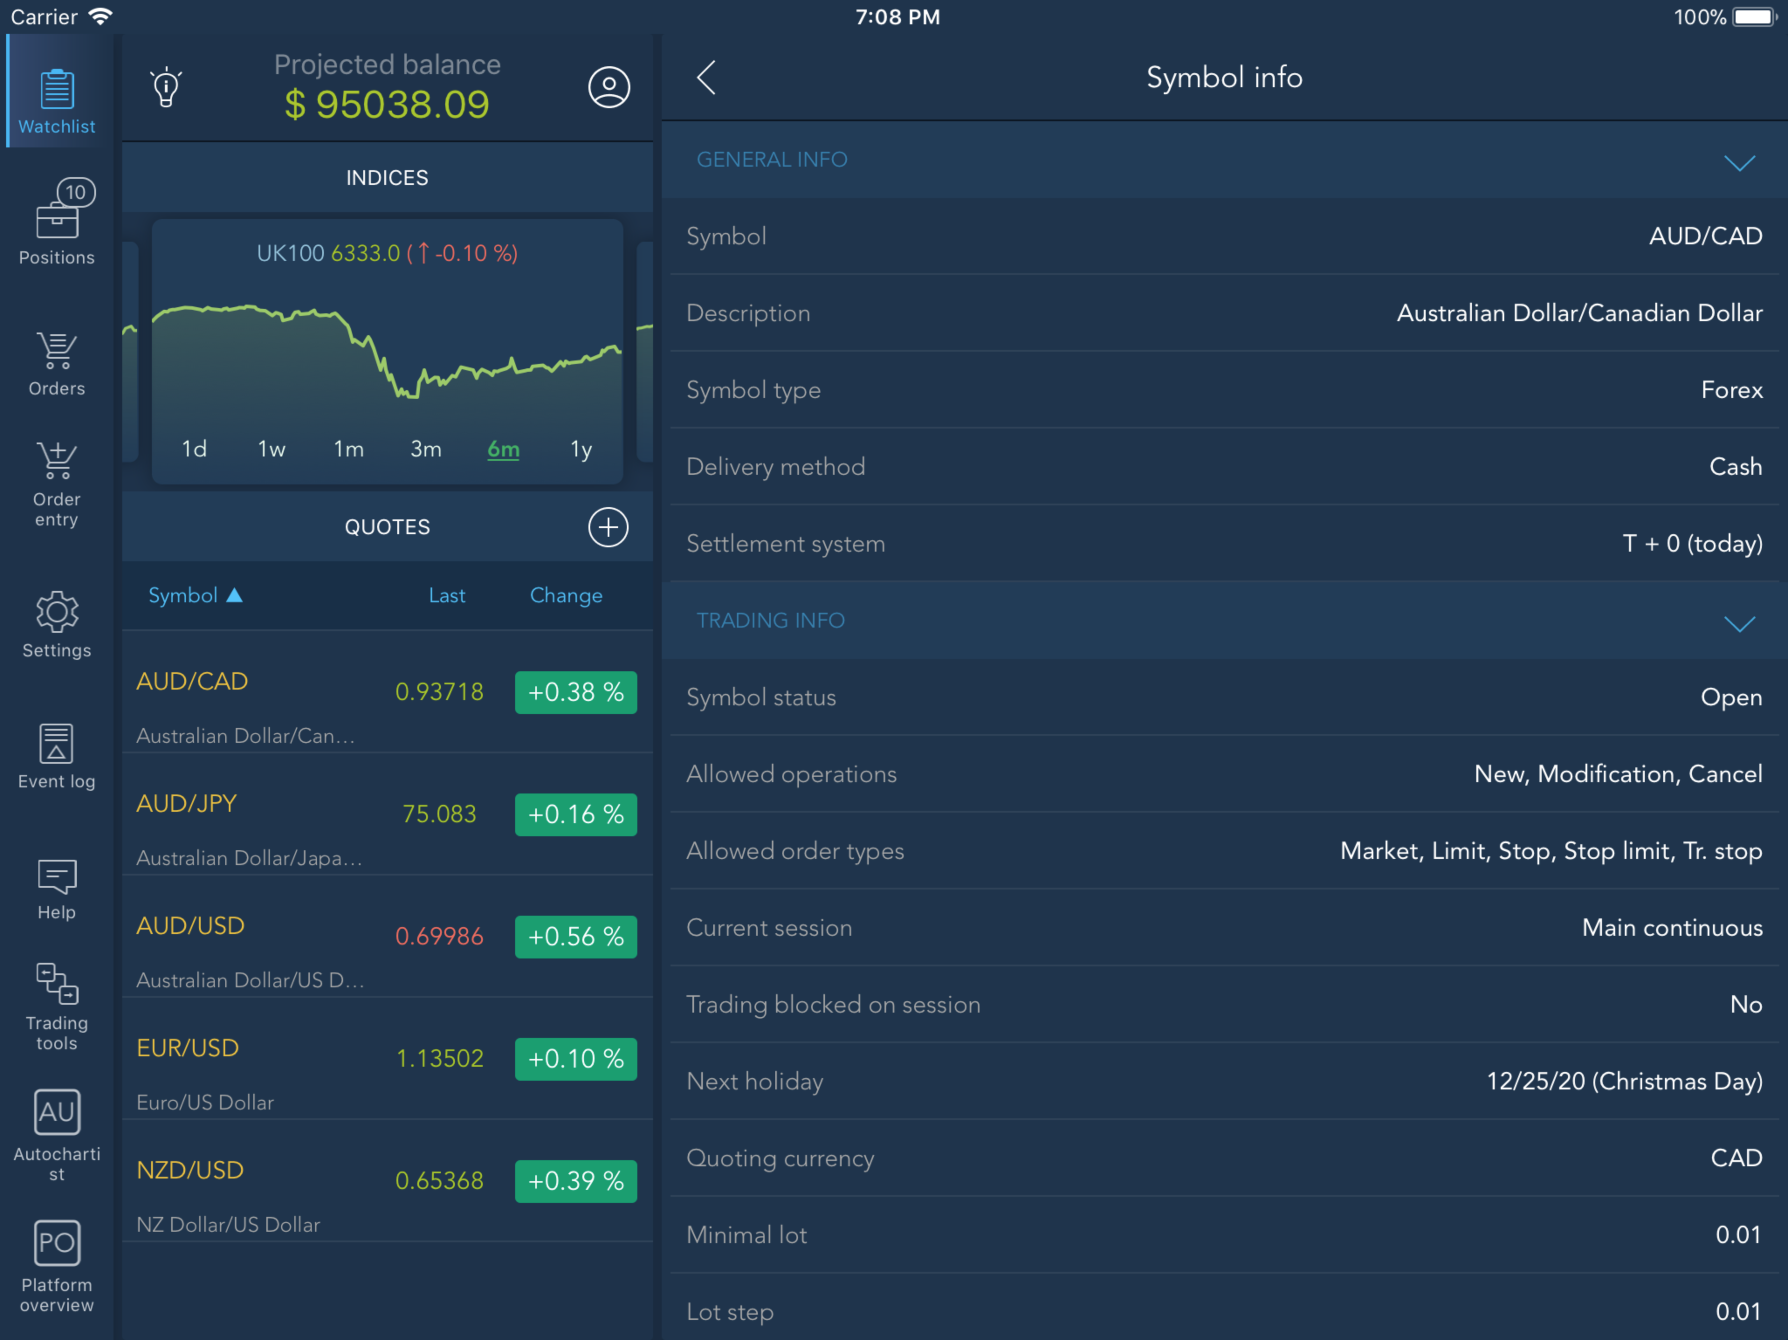 Carrier
7:08 PM
100%
Watchlist
10
Positions
Orders
Order
entry
Settings
Event log
Help
Trading
tools
AU
Autocharti
st
PO
Platform
overview
Projected balance
$ 95038.09
INDICES
UK100 6333.0 (↑ -0.10 %)
1d 1w 1m 3m 6m 1y
QUOTES
Symbol ▲ Last Change
AUD/CAD 0.93718 +0.38 %
Australian Dollar/Can...
AUD/JPY 75.083 +0.16 %
Australian Dollar/Japa...
AUD/USD 0.69986 +0.56 %
Australian Dollar/US D...
EUR/USD 1.13502 +0.10 %
Euro/US Dollar
NZD/USD 0.65368 +0.39 %
NZ Dollar/US Dollar
Symbol info
GENERAL INFO
Symbol AUD/CAD
Description Australian Dollar/Canadian Dollar
Symbol type Forex
Delivery method Cash
Settlement system T + 0 (today)
TRADING INFO
Symbol status Open
Allowed operations New, Modification, Cancel
Allowed order types Market, Limit, Stop, Stop limit, Tr. stop
Current session Main continuous
Trading blocked on session No
Next holiday 12/25/20 (Christmas Day)
Quoting currency CAD
Minimal lot 0.01
Lot step 0.01